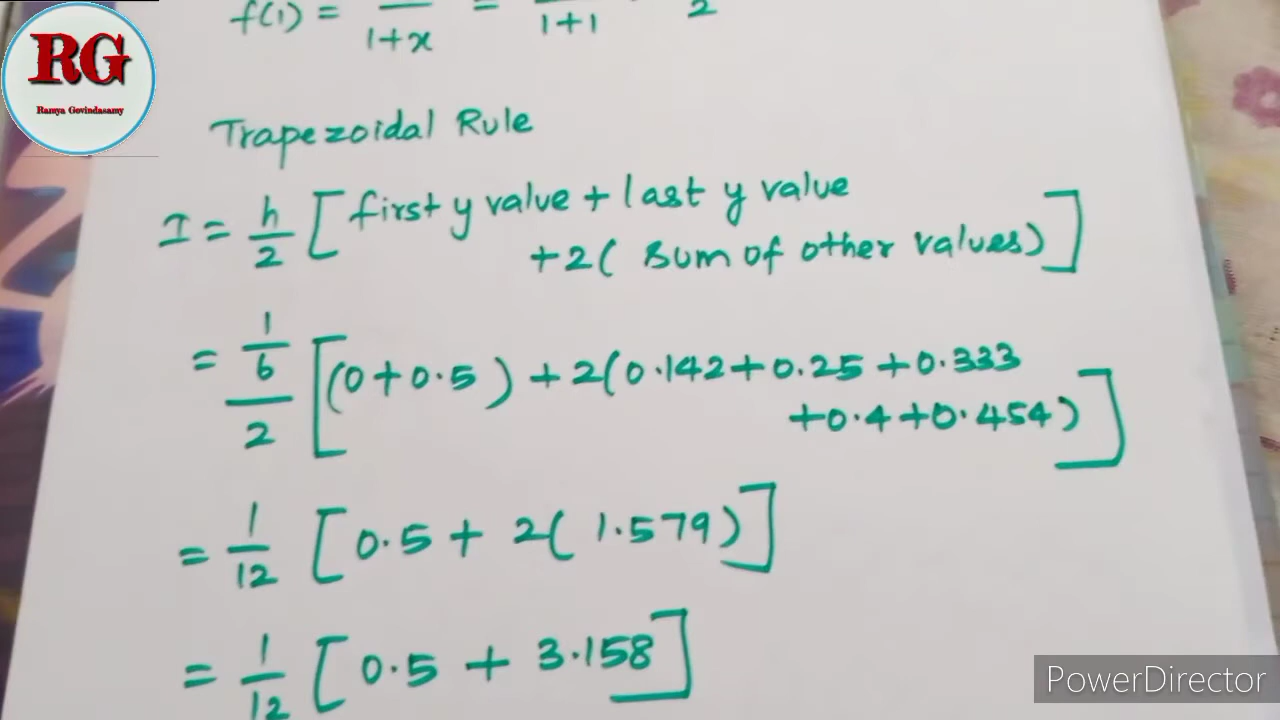 RG
Ramya Govindasamy
f(1) = — = — 2
1+x 1+1
Trapezoidal Rule
I = h/2 [first y value + last y value
+2( sum of other values)]
= 1/6 / 2 [(0+0.5) + 2(0.142+0.25+0.333
+0.4+0.454)]
= 1/12 [0.5 + 2( 1.579)]
= 1/12 [0.5 + 3.158]
PowerDirector